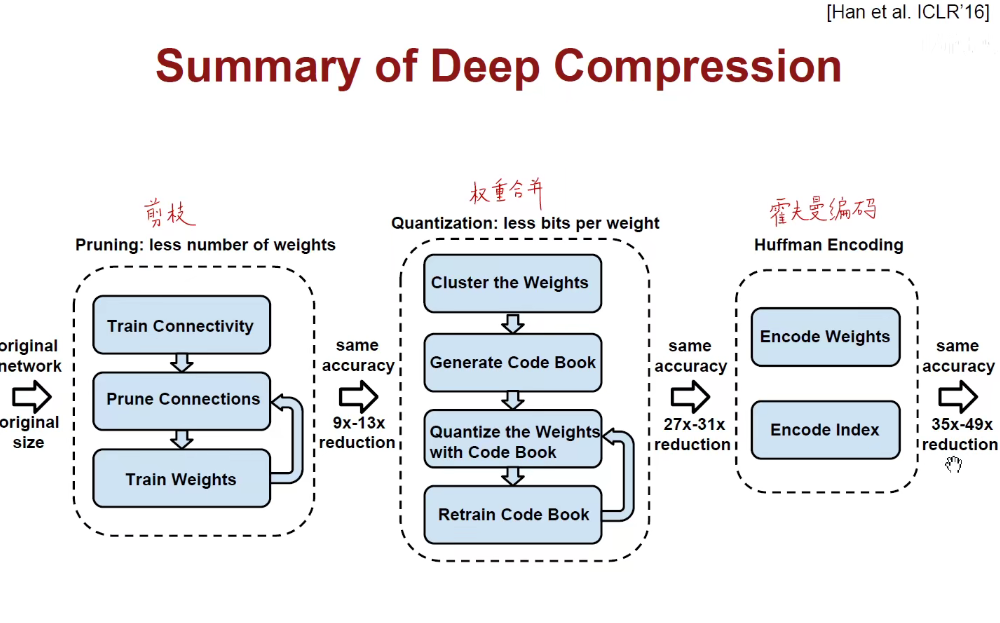 [Han et al. ICLR'16]
Summary of Deep Compression
剪枝
Pruning: less number of weights
Train Connectivity
Prune Connections
Train Weights
original
network
original
size
same
accuracy
9x-13x
reduction
权重合并
Quantization: less bits per weight
Cluster the Weights
Generate Code Book
Quantize the Weights
with Code Book
Retrain Code Book
same
accuracy
27x-31x
reduction
霍夫曼编码
Huffman Encoding
Encode Weights
Encode Index
same
accuracy
35x-49x
reduction